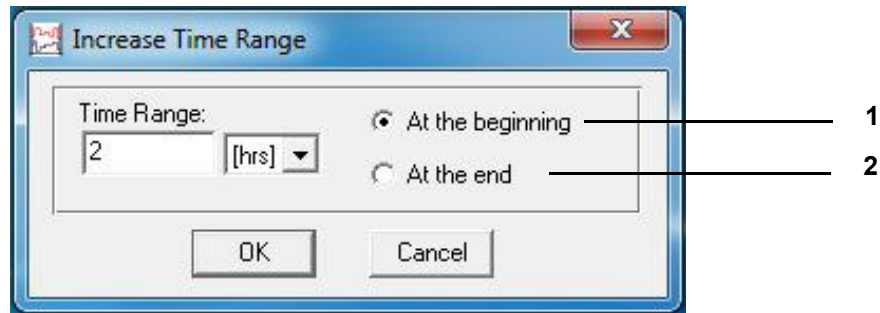 Increase Time Range
Time Range:
2
[hrs]
At the beginning
1
At the end
2
OK
Cancel